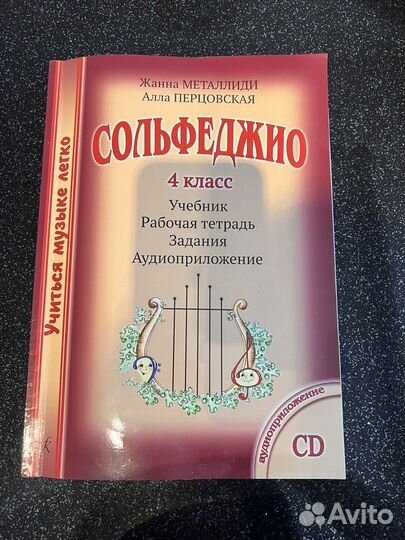 Жанна МЕТАЛЛИДИ
Алла ПЕРЦОВСКАЯ
СОЛЬФЕДЖИО
4 класс
Учебник
Рабочая тетрадь
Задания
Аудиоприложение
Учиться музыке легко
К
аудиоприложение
CD
Avito